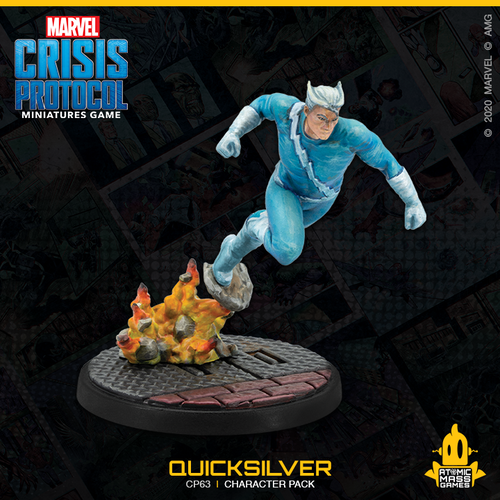 MARVEL
CRISIS
PROTOCOL
MINIATURES GAME
© 2020 MARVEL © AMG
QUICKSILVER
CP63 | CHARACTER PACK
ATOMIC
MASS
GAMES